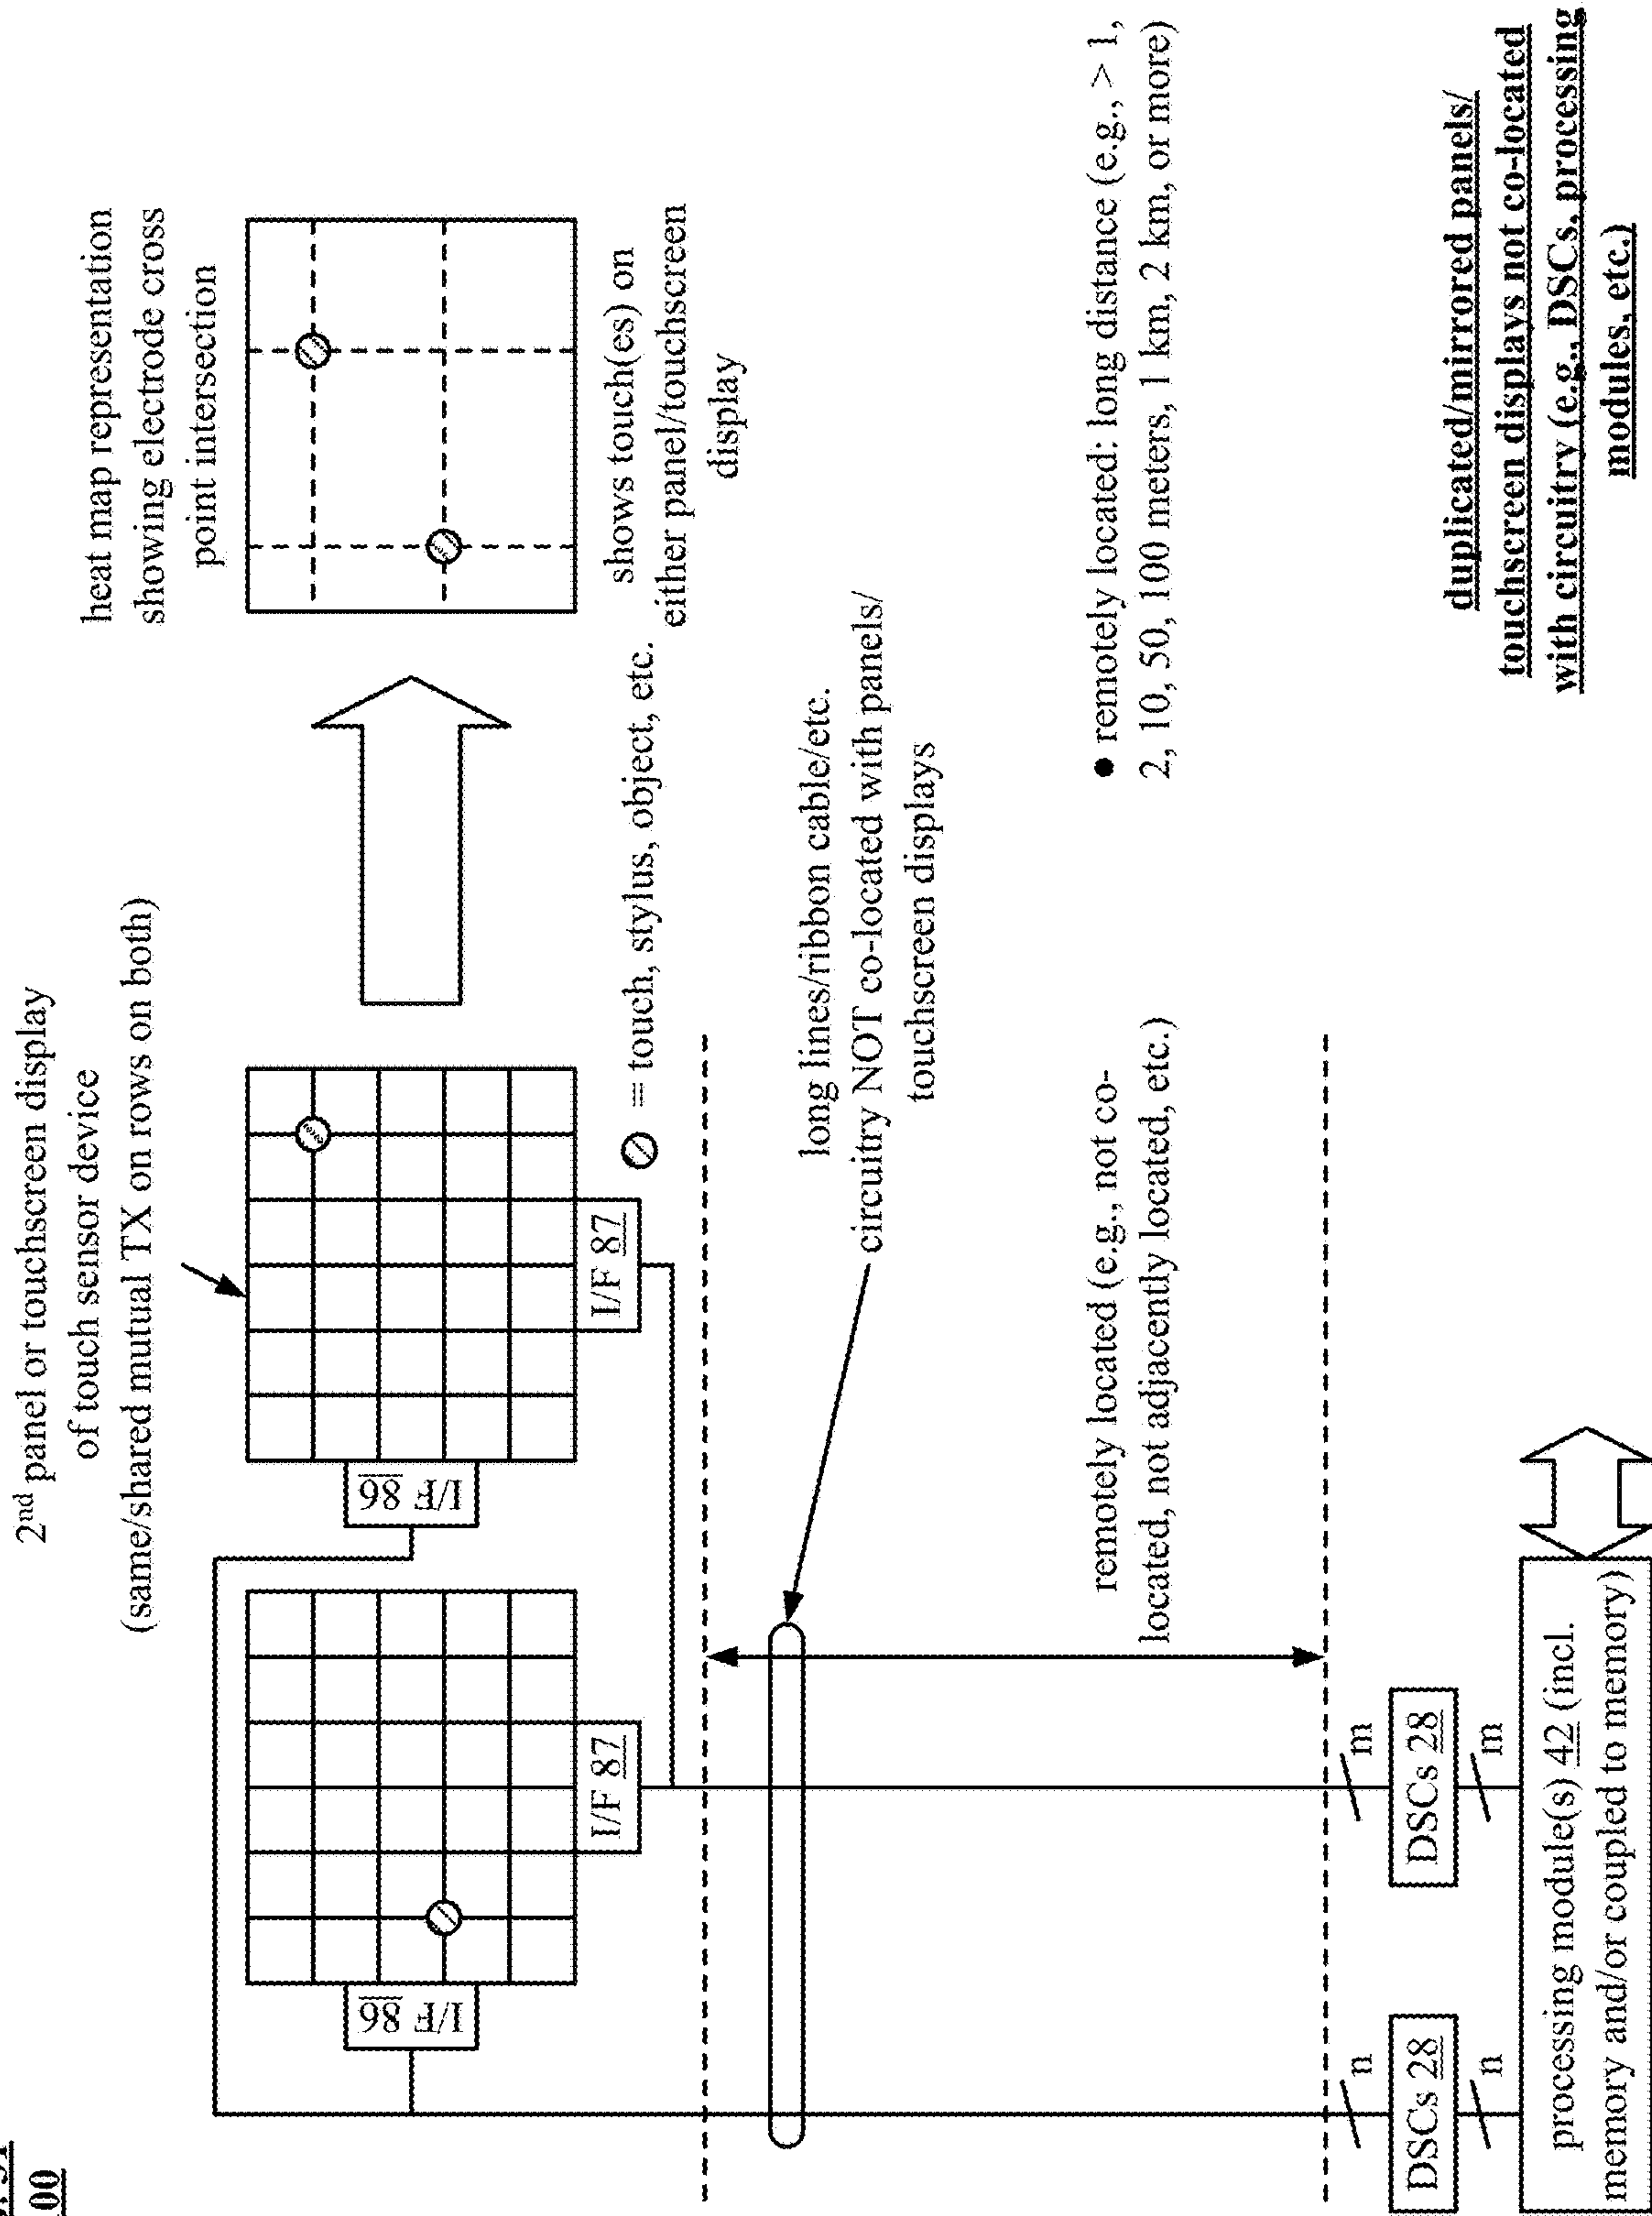 2nd panel or touchscreen display
of touch sensor device
(same/shared mutual TX on rows on both)
heat map representation
showing electrode cross
point intersection
I/F 86
I/F 87
I/F 86
I/F 87
= touch, stylus, object, etc.
shows touch(es) on
either panel/touchscreen
display
long lines/ribbon cable/etc.
circuitry NOT co-located with panels/
touchscreen displays
remotely located (e.g., not co-
located, not adjacently located, etc.)
● remotely located: long distance (e.g., > 1,
2, 10, 50, 100 meters, 1 km, 2 km, or more)
n
m
DSCs 28
DSCs 28
n
m
processing module(s) 42 (incl.
memory and/or coupled to memory)
duplicated/mirrored panels/
touchscreen displays not co-located
with circuitry (e.g., DSCs, processing
modules, etc.)